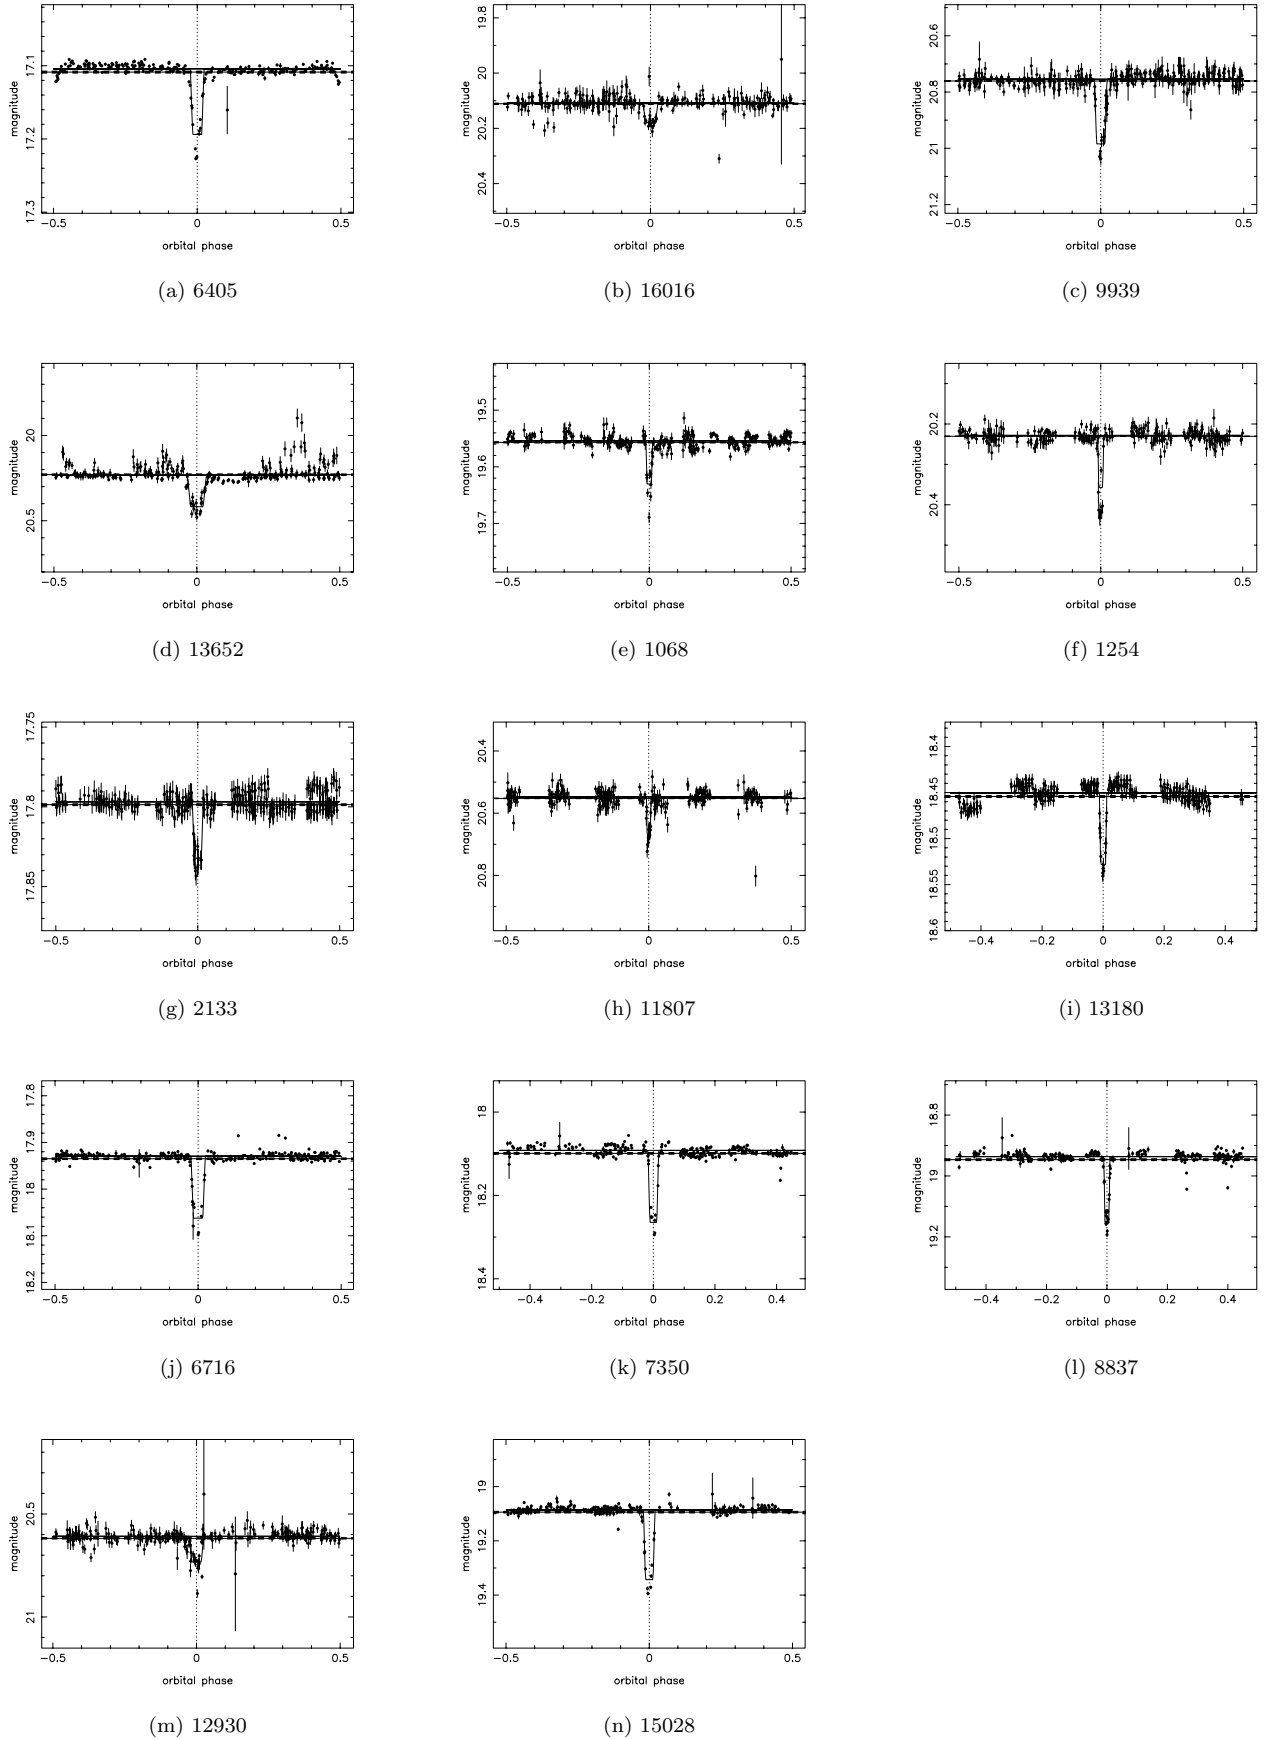 17.1
17.2
17.3
magnitude
−0.5 0 0.5
orbital phase
(a) 6405
19.8
20
20.2
20.4
magnitude
−0.5 0 0.5
orbital phase
(b) 16016
20.6
20.8
21
21.2
magnitude
−0.5 0 0.5
orbital phase
(c) 9939
20
20.5
magnitude
−0.5 0 0.5
orbital phase
(d) 13652
19.5
19.6
19.7
magnitude
−0.5 0 0.5
orbital phase
(e) 1068
20.2
20.4
magnitude
−0.5 0 0.5
orbital phase
(f) 1254
17.75
17.8
17.85
magnitude
−0.5 0 0.5
orbital phase
(g) 2133
20.4
20.6
20.8
magnitude
−0.5 0 0.5
orbital phase
(h) 11807
18.4
18.45
18.5
18.55
18.6
magnitude
−0.4 −0.2 0 0.2 0.4
orbital phase
(i) 13180
17.8
17.9
18
18.1
18.2
magnitude
−0.5 0 0.5
orbital phase
(j) 6716
18
18.2
18.4
magnitude
−0.4 −0.2 0 0.2 0.4
orbital phase
(k) 7350
18.8
19
19.2
magnitude
−0.4 −0.2 0 0.2 0.4
orbital phase
(l) 8837
20.5
21
magnitude
−0.5 0 0.5
orbital phase
(m) 12930
19
19.2
19.4
magnitude
−0.5 0 0.5
orbital phase
(n) 15028